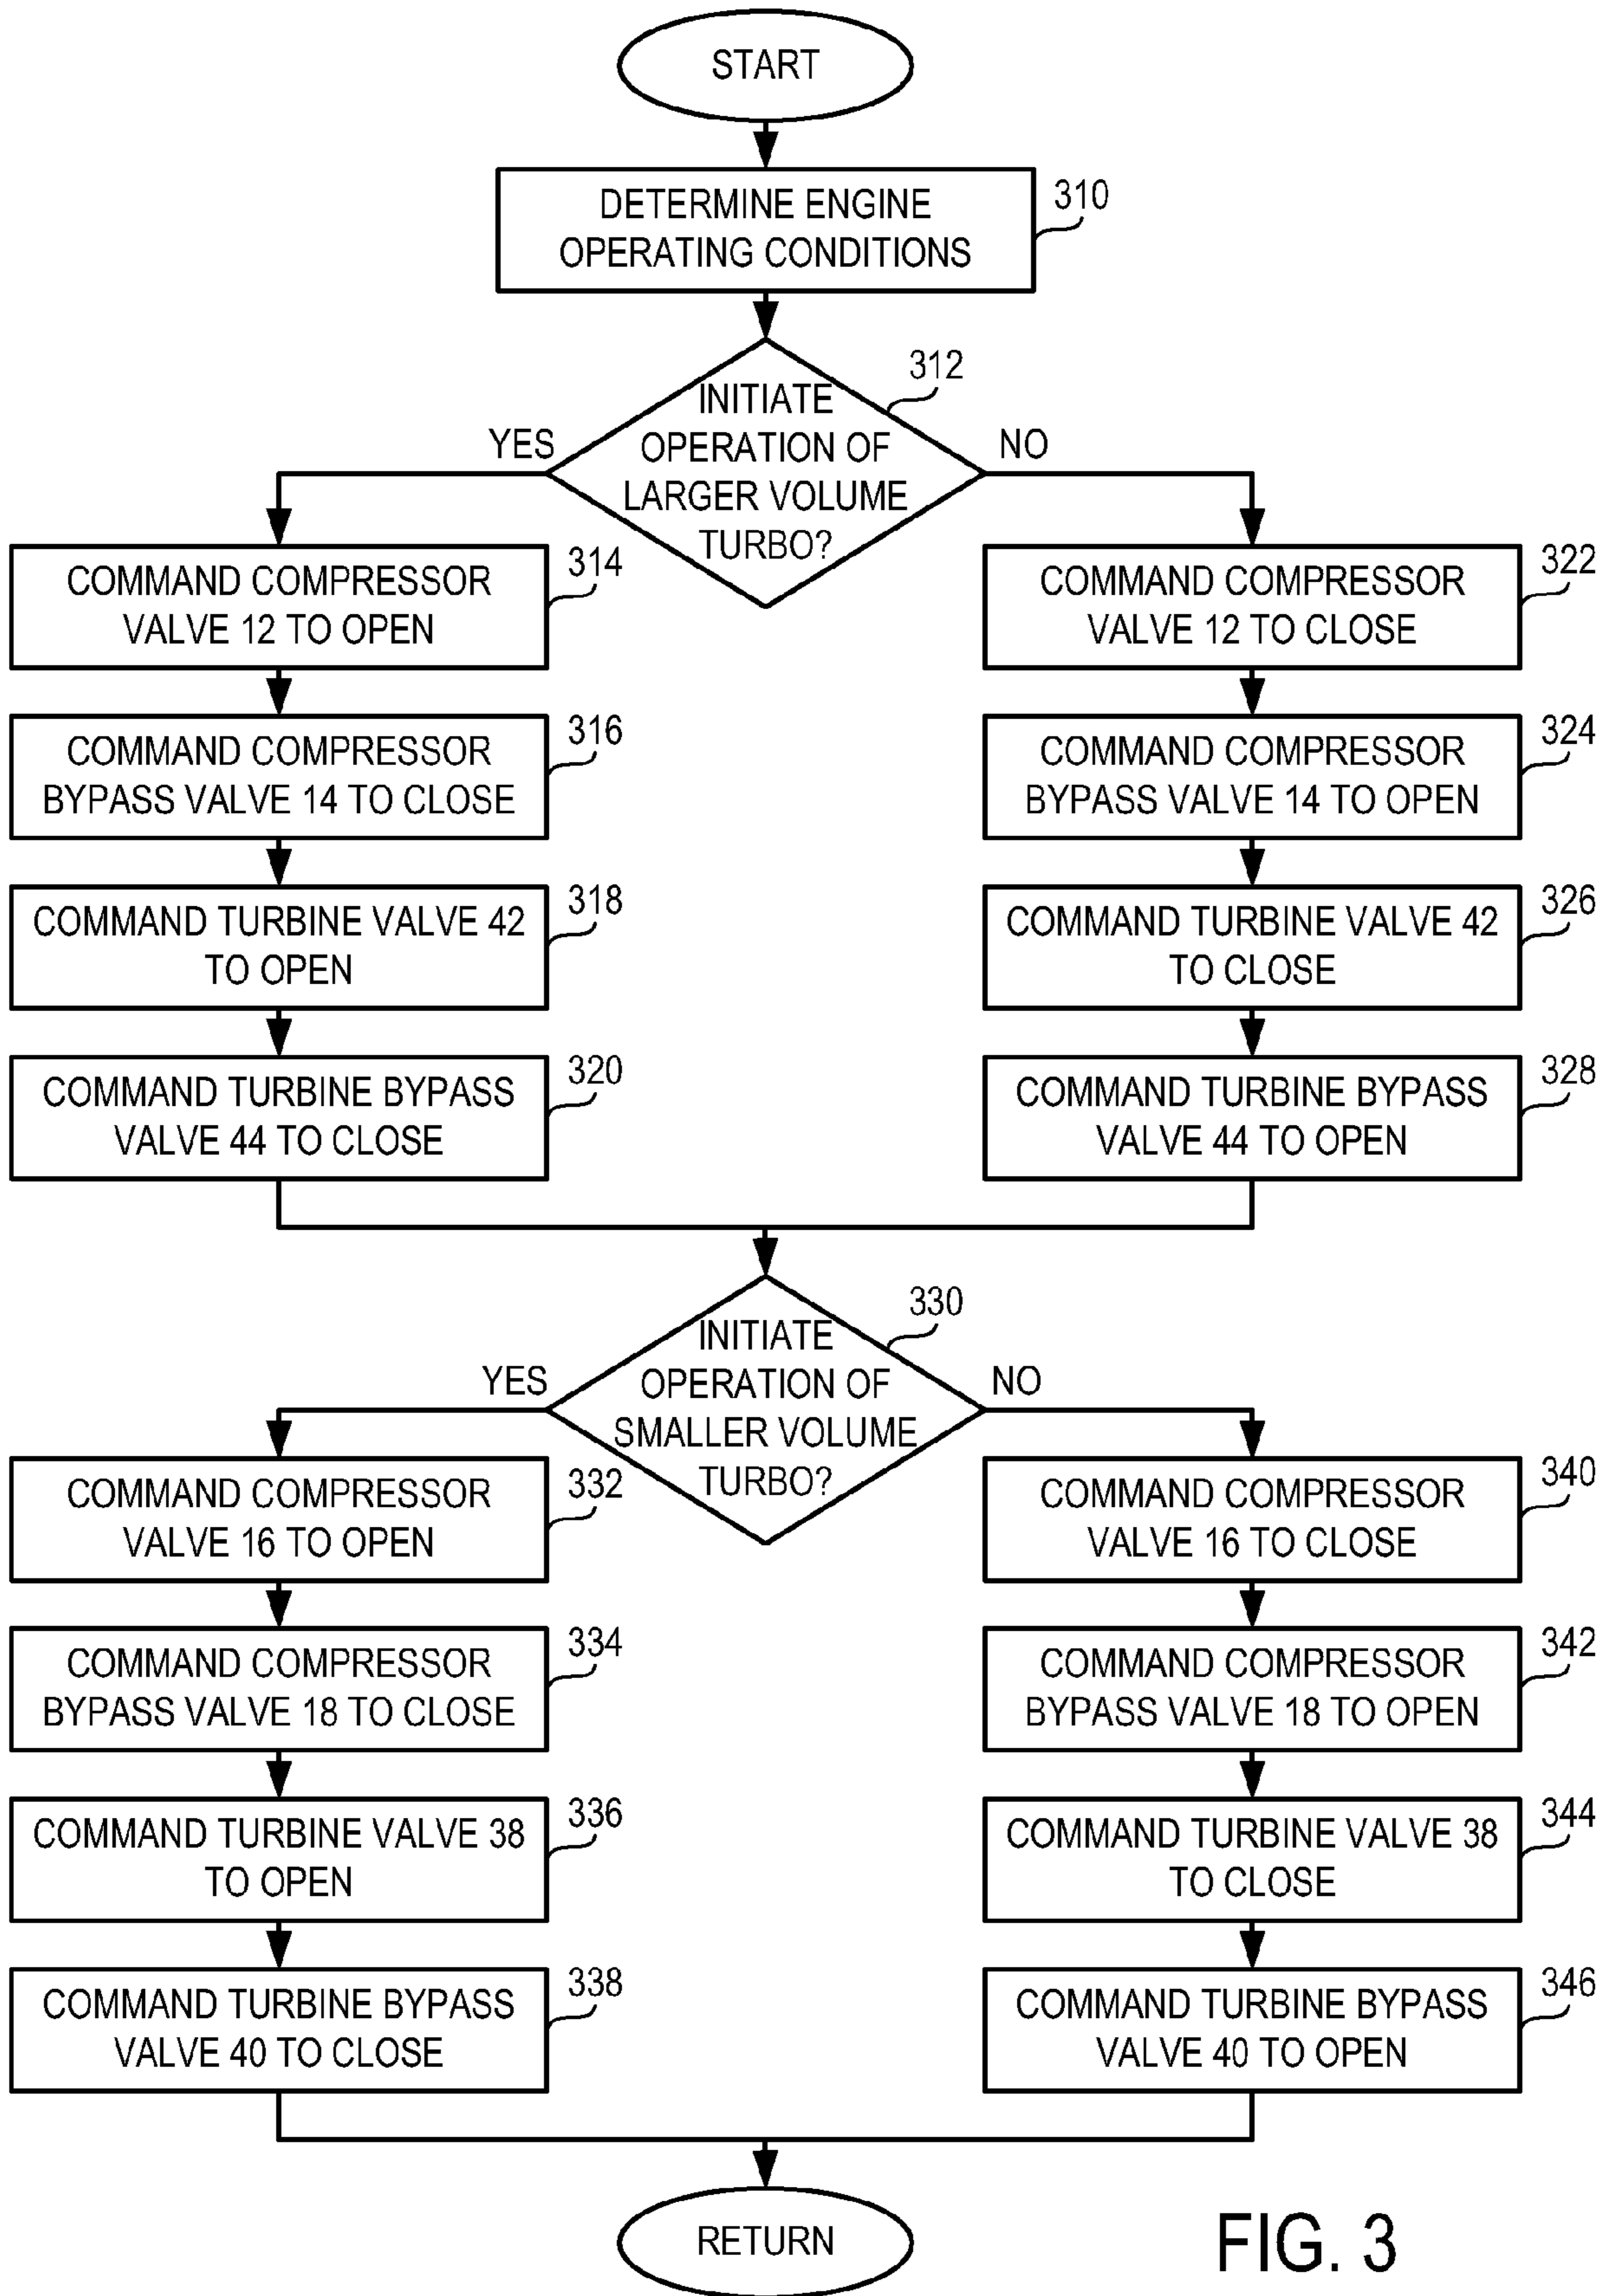 START
DETERMINE ENGINE
OPERATING CONDITIONS
310
312
INITIATE
OPERATION OF
LARGER VOLUME
TURBO?
YES
NO
COMMAND COMPRESSOR
VALVE 12 TO OPEN
314
COMMAND COMPRESSOR
BYPASS VALVE 14 TO CLOSE
316
COMMAND TURBINE VALVE 42
TO OPEN
318
COMMAND TURBINE BYPASS
VALVE 44 TO CLOSE
320
COMMAND COMPRESSOR
VALVE 12 TO CLOSE
322
COMMAND COMPRESSOR
BYPASS VALVE 14 TO OPEN
324
COMMAND TURBINE VALVE 42
TO CLOSE
326
COMMAND TURBINE BYPASS
VALVE 44 TO OPEN
328
330
INITIATE
OPERATION OF
SMALLER VOLUME
TURBO?
YES
NO
COMMAND COMPRESSOR
VALVE 16 TO OPEN
332
COMMAND COMPRESSOR
BYPASS VALVE 18 TO CLOSE
334
COMMAND TURBINE VALVE 38
TO OPEN
336
COMMAND TURBINE BYPASS
VALVE 40 TO CLOSE
338
COMMAND COMPRESSOR
VALVE 16 TO CLOSE
340
COMMAND COMPRESSOR
BYPASS VALVE 18 TO OPEN
342
COMMAND TURBINE VALVE 38
TO CLOSE
344
COMMAND TURBINE BYPASS
VALVE 40 TO OPEN
346
RETURN
FIG. 3